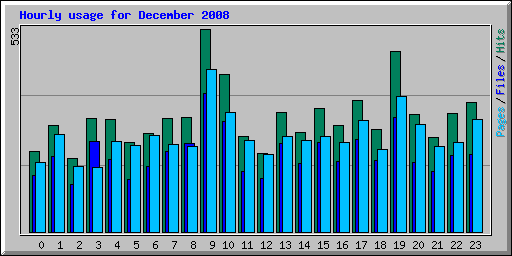 Hourly usage for December 2008
533
Pages/Files/Hits
0 1 2 3 4 5 6 7 8 9 10 11 12 13 14 15 16 17 18 19 20 21 22 23